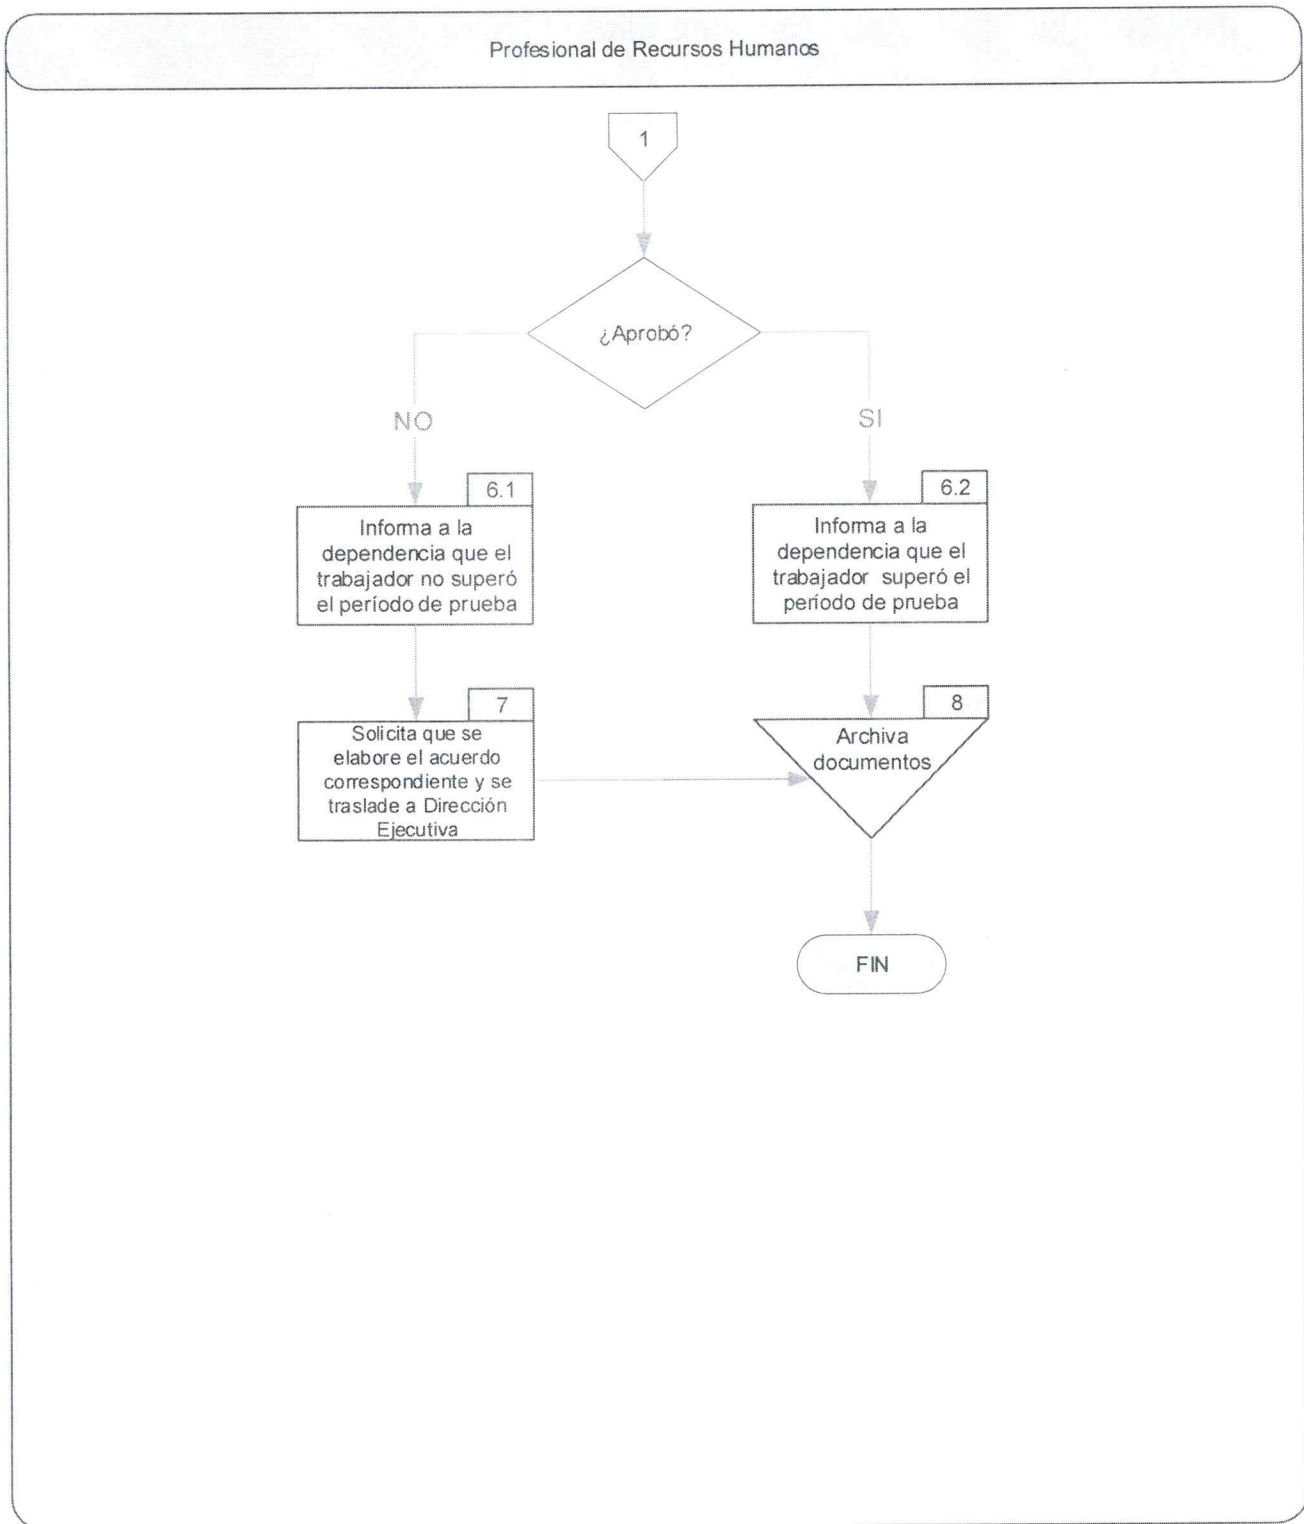 Profesional de Recursos Humanos
1
¿Aprobó?
NO
SI
6.1
Informa a la
dependencia que el
trabajador no superó
el período de prueba
6.2
Informa a la
dependencia que el
trabajador superó el
período de prueba
7
Solicita que se
elabore el acuerdo
correspondiente y se
traslade a Dirección
Ejecutiva
8
Archiva
documentos
FIN